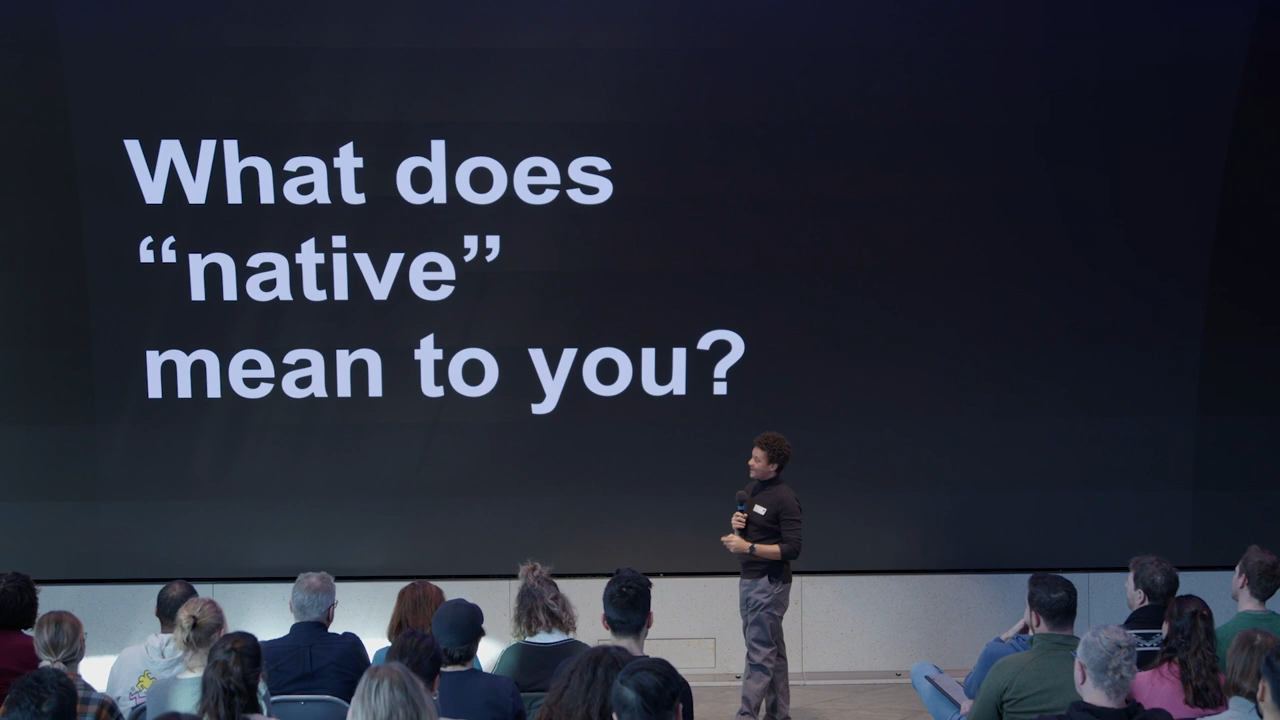 What does
“native”
mean to you?